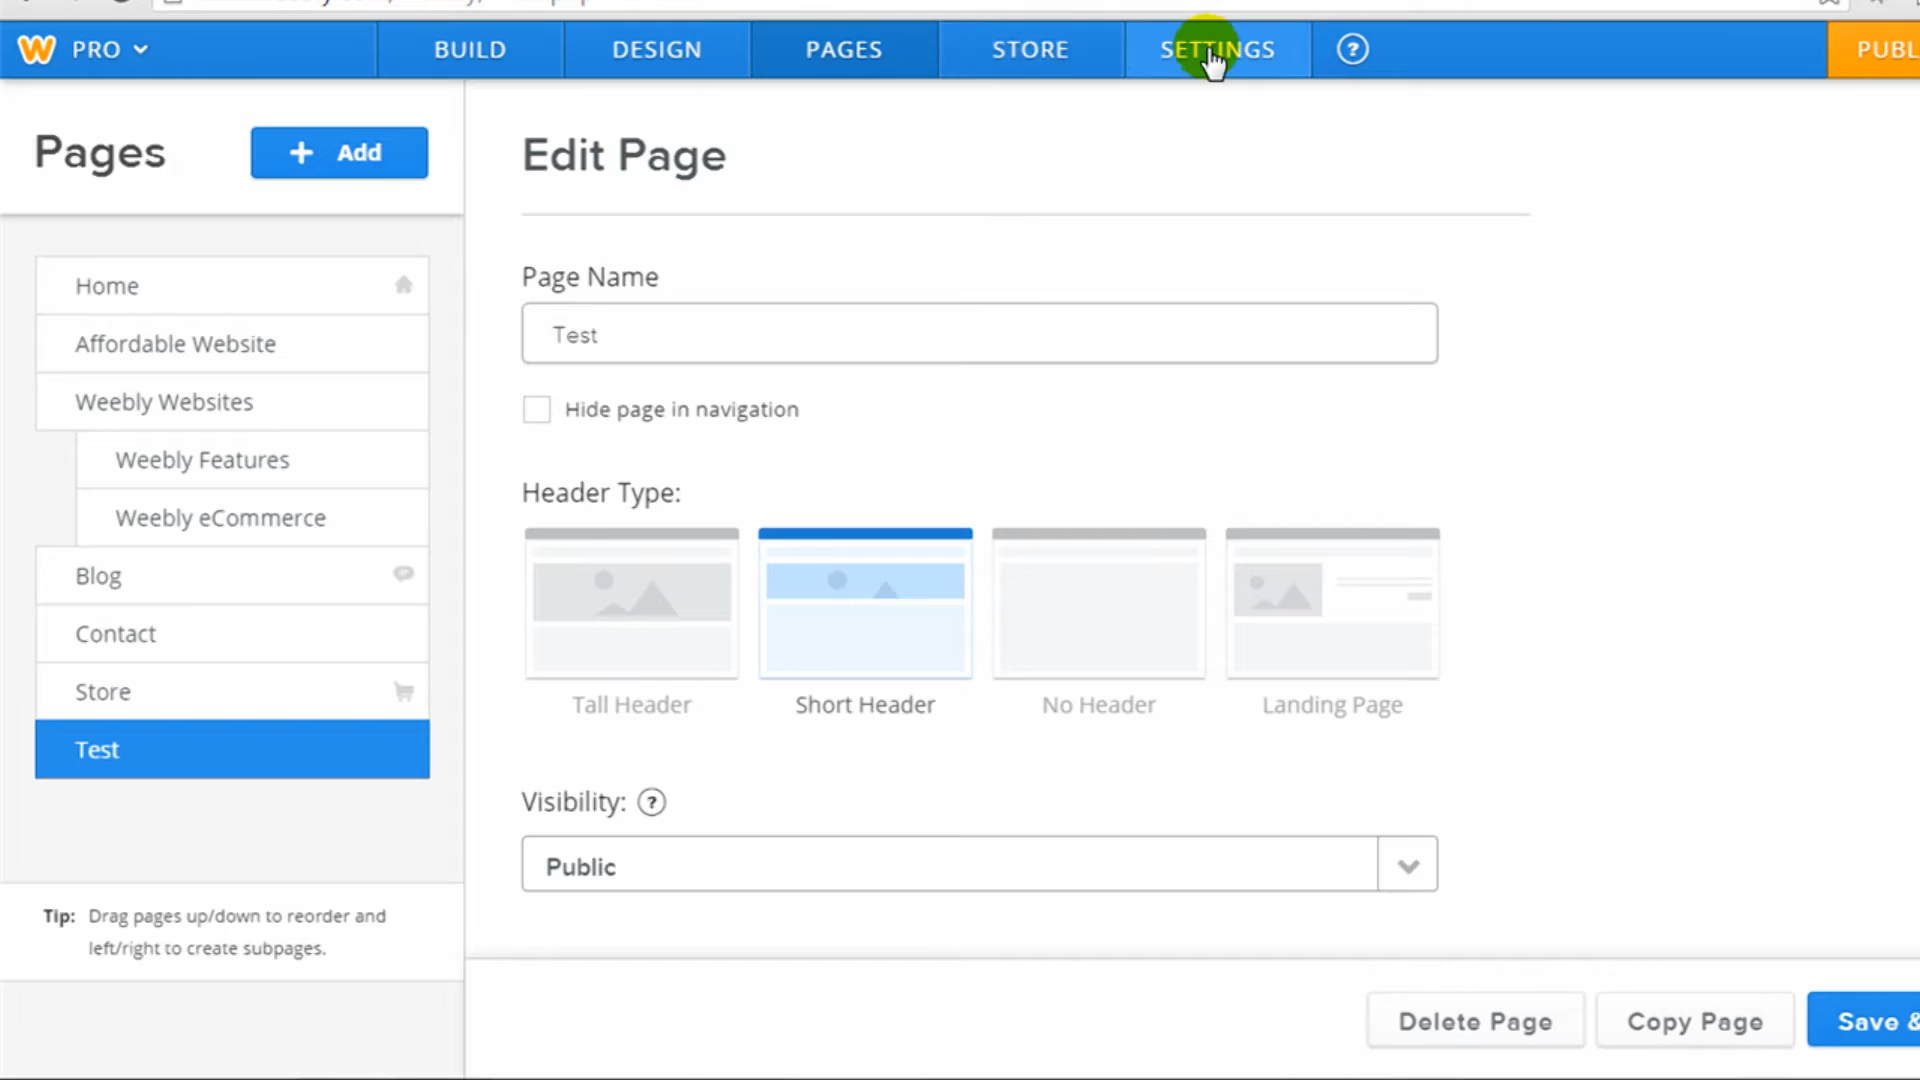 PRO
BUILD
DESIGN
PAGES
STORE
SETTINGS
?
PUBL
Pages
+ Add
Home
Affordable Website
Weebly Websites
Weebly Features
Weebly eCommerce
Blog
Contact
Store
Test
Tip: Drag pages up/down to reorder and
left/right to create subpages.
Edit Page
Page Name
Test
Hide page in navigation
Header Type:
Tall Header
Short Header
No Header
Landing Page
Visibility: ?
Public
Delete Page
Copy Page
Save &